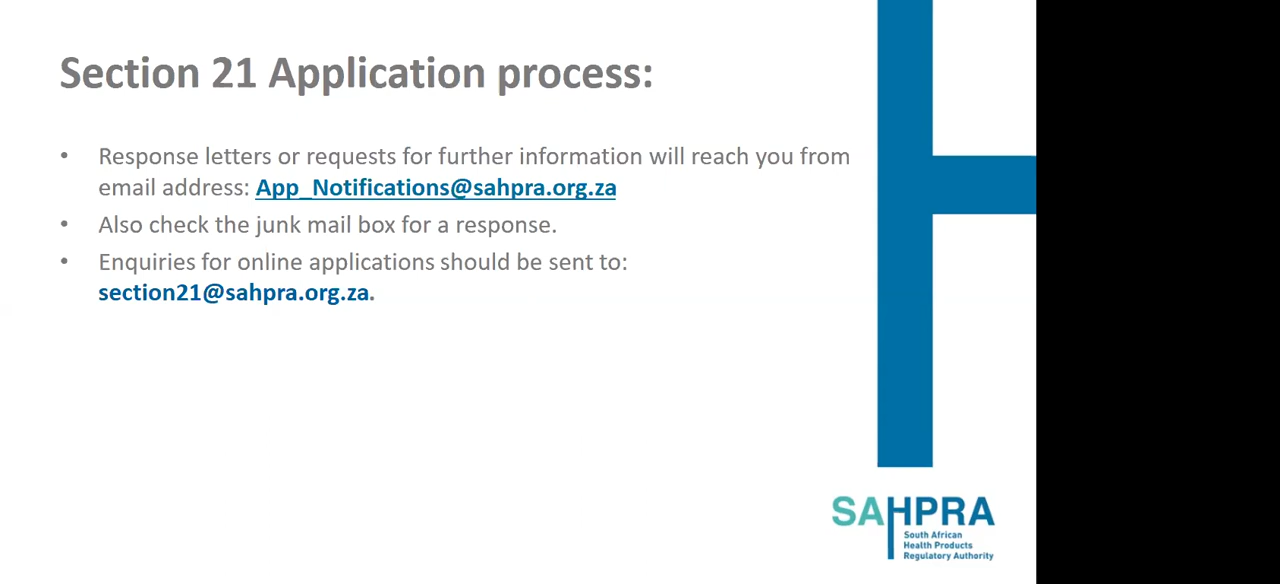 Section 21 Application process:
• Response letters or requests for further information will reach you from
email address: App_Notifications@sahpra.org.za
• Also check the junk mail box for a response.
• Enquiries for online applications should be sent to:
section21@sahpra.org.za.
SAHPRA
South African
Health Products
Regulatory Authority